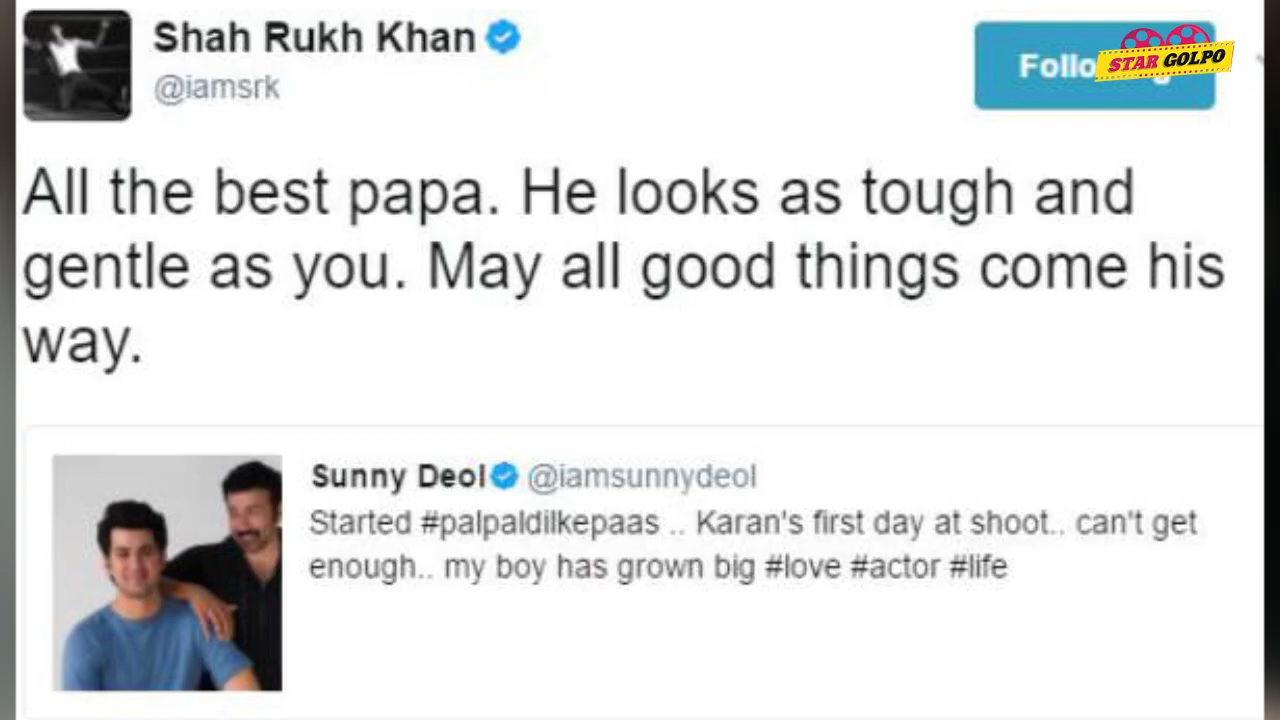 Shah Rukh Khan
@iamsrk
STAR GOLPO
All the best papa. He looks as tough and
gentle as you. May all good things come his
way.
Sunny Deol @iamsunnydeol
Started #palpaldilkepaas .. Karan's first day at shoot.. can't get
enough.. my boy has grown big #love #actor #life